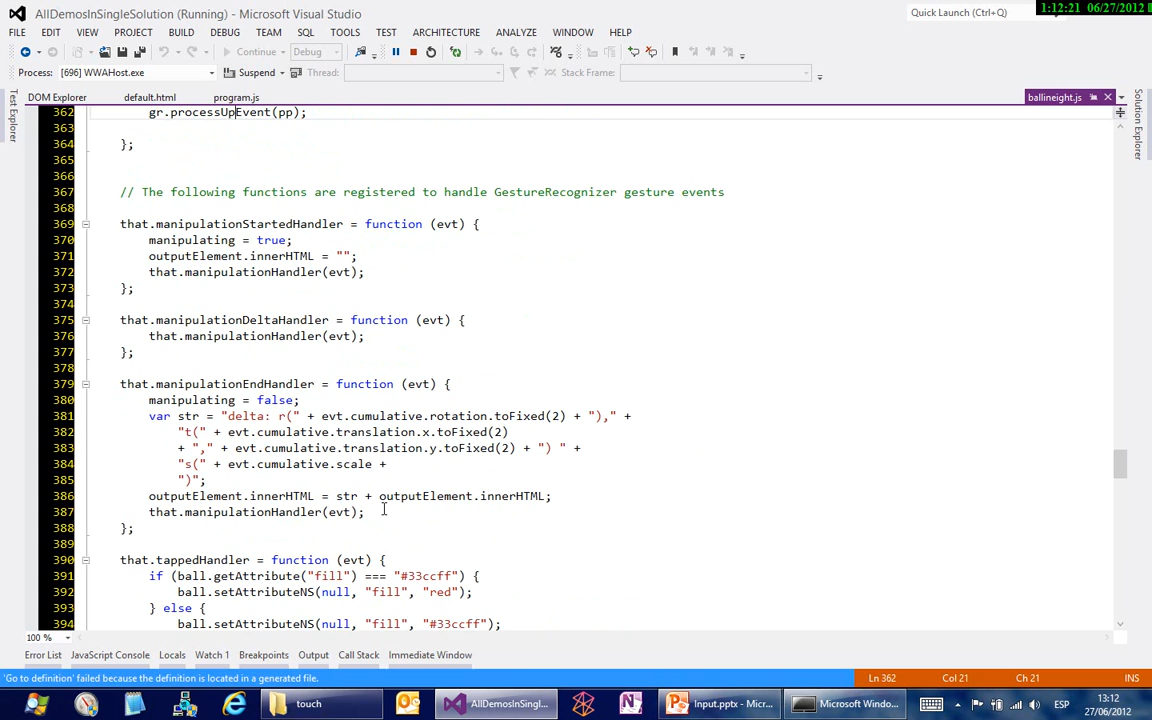 AllDemosInSingleSolution (Running) - Microsoft Visual Studio
Quick Launch (Ctrl+Q)
1:12:21 06/27/2012
FILE EDIT VIEW PROJECT BUILD DEBUG TEAM SQL TOOLS TEST ARCHITECTURE ANALYZE WINDOW HELP
Continue Debug
Process: [696] WWAHost.exe Suspend Thread: Stack Frame:
DOM Explorer default.html program.js ballineight.js
Test Explorer
Solution Explorer
362 gr.processUpEvent(pp);
363
364 };
365
366
367 // The following functions are registered to handle GestureRecognizer gesture events
368
369 that.manipulationStartedHandler = function (evt) {
370 manipulating = true;
371 outputElement.innerHTML = "";
372 that.manipulationHandler(evt);
373 };
374
375 that.manipulationDeltaHandler = function (evt) {
376 that.manipulationHandler(evt);
377 };
378
379 that.manipulationEndHandler = function (evt) {
380 manipulating = false;
381 var str = "delta: r(" + evt.cumulative.rotation.toFixed(2) + ")," +
382 "t(" + evt.cumulative.translation.x.toFixed(2)
383 + "," + evt.cumulative.translation.y.toFixed(2) + ") " +
384 "s(" + evt.cumulative.scale +
385 ")";
386 outputElement.innerHTML = str + outputElement.innerHTML;
387 that.manipulationHandler(evt);
388 };
389
390 that.tappedHandler = function (evt) {
391 if (ball.getAttribute("fill") === "#33ccff") {
392 ball.setAttributeNS(null, "fill", "red");
393 } else {
394 ball.setAttributeNS(null, "fill", "#33ccff");
100 %
Error List JavaScript Console Locals Watch 1 Breakpoints Output Call Stack Immediate Window
'Go to definition' failed because the definition is located in a generated file. Ln 362 Col 21 Ch 21 INS
touch AllDemosInSingl... Input.pptx - Micr... Microsoft Windo... ESP 13:12
27/06/2012